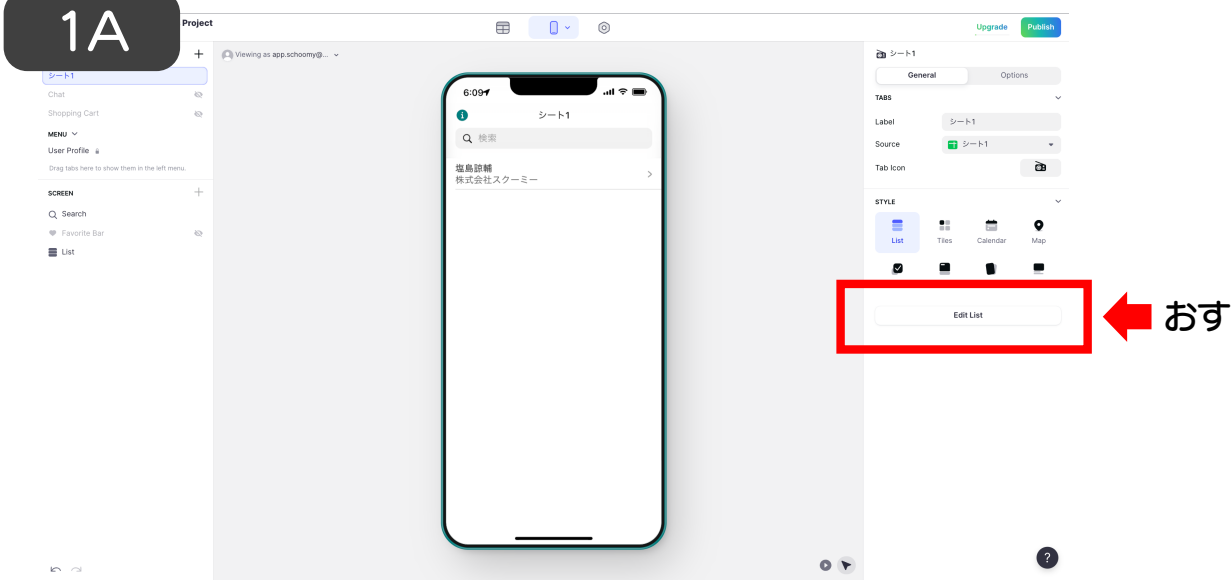 1A
Project
Upgrade
Publish
Viewing as app.schoomy@...
シート1
Chat
Shopping Cart
MENU
User Profile
Drag tabs here to show them in the left menu.
SCREEN
Search
Favorite Bar
List
6:09
シート1
検索
塩島諒輔
株式会社スクーミー
シート1
General
Options
TABS
Label
シート1
Source
シート1
Tab Icon
STYLE
List
Tiles
Calendar
Map
Edit List
おす
?